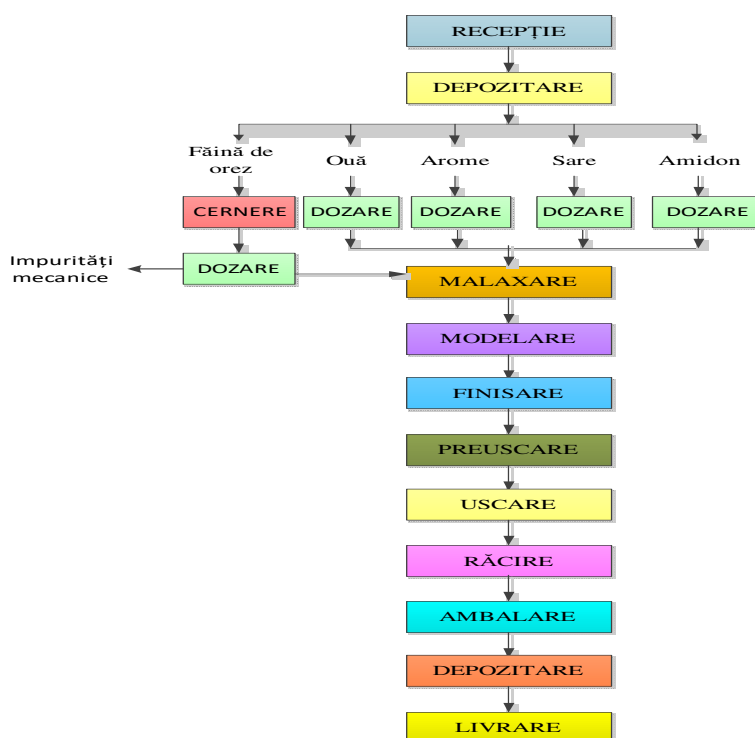 RECEPȚIE
DEPOZITARE
Făină de
orez
Ouă
Arome
Sare
Amidon
CERNERE
DOZARE
DOZARE
DOZARE
DOZARE
Impurități
mecanice
DOZARE
MALAXARE
MODELARE
FINISARE
PREUSCARE
USCARE
RĂCIRE
AMBALARE
DEPOZITARE
LIVRARE